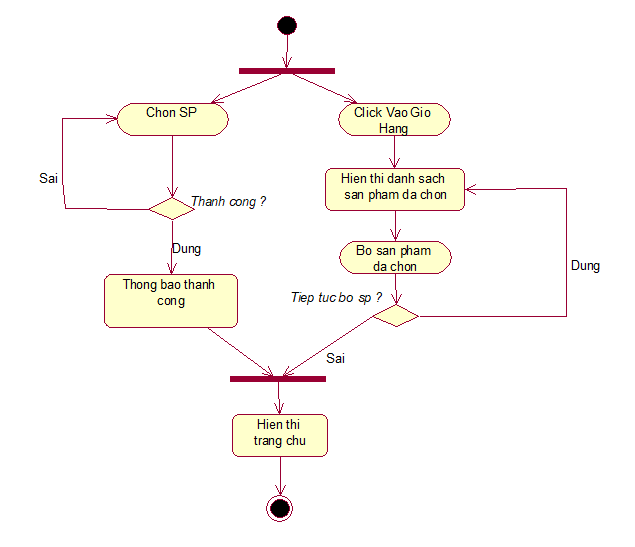 Chon SP
Click Vao Gio
Hang
Sai
Thanh cong ?
Hien thi danh sach
san pham da chon
Dung
Bo san pham
da chon
Dung
Thong bao thanh
cong
Tiep tuc bo sp ?
Sai
Hien thi
trang chu